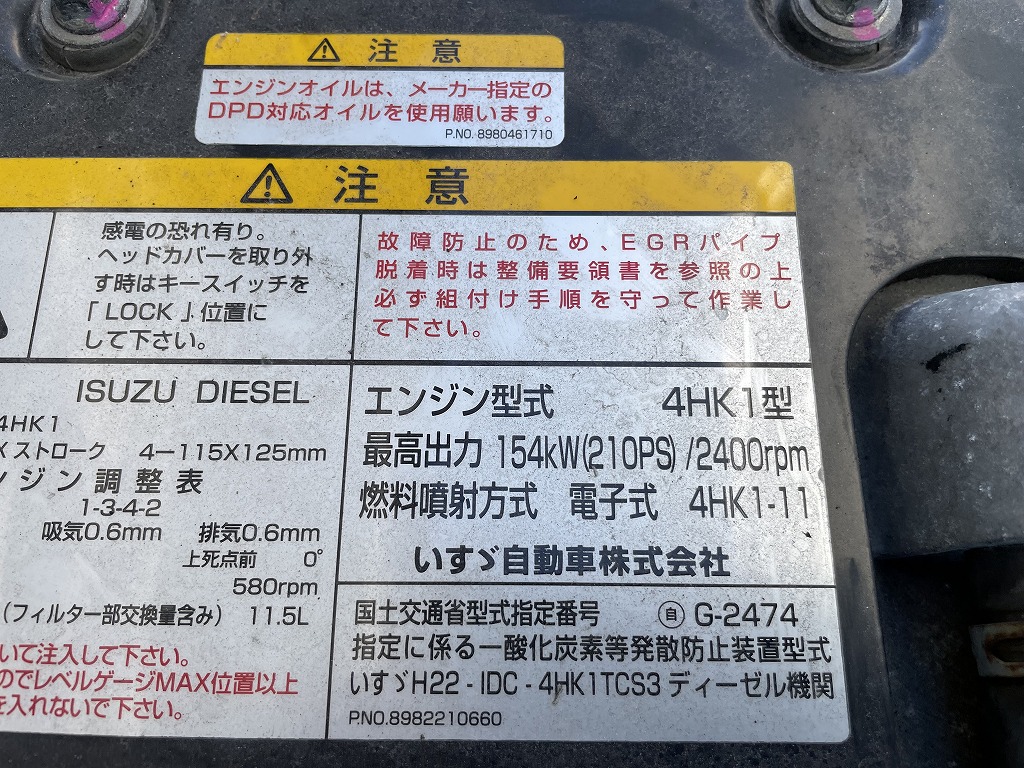 注意
エンジンオイルは、メーカー指定の
DPD対応オイルを使用願います。
P.NO. 8980461710
注意
感電の恐れ有り。
ヘッドカバーを取り外
す時はキースイッチを
「LOCK」位置に
して下さい。
故障防止のため、EGRパイプ
脱着時は整備要領書を参照の上
必ず組付け手順を守って作業し
て下さい。
ISUZU DIESEL
4HK1
Xストローク 4ー115X125mm
ンジン調整表
1-3-4-2
吸気0.6mm 排気0.6mm
上死点前 0°
580rpm
(フィルター部交換量含み) 11.5L
いて注入して下さい。
のでレベルゲージMAX位置以上
を入れないで下さい。
エンジン型式 4HK1型
最高出力 154kW(210PS)/2400rpm
燃料噴射方式 電子式 4HK1-11
いすゞ自動車株式会社
国土交通省型式指定番号 ㊀自 G-2474
指定に係る一酸化炭素等発散防止装置型式
いすゞH22-IDC-4HK1TCS3 ディーゼル機関
P.NO.8982210660